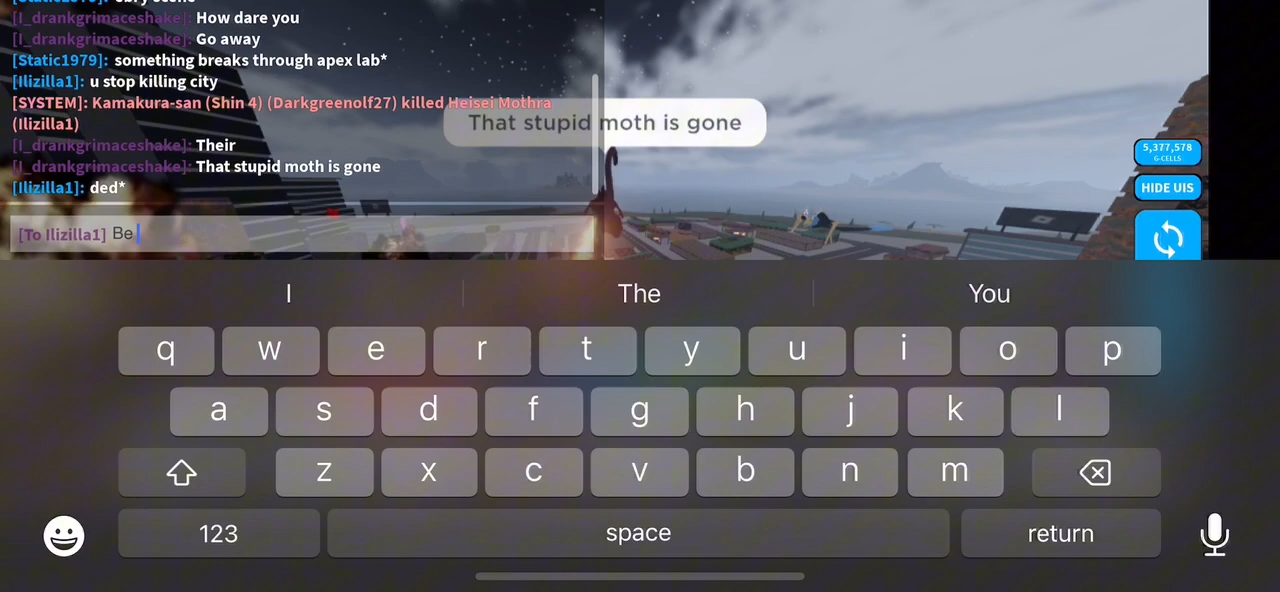 [I_drankgrimaceshake]: How dare you
[I_drankgrimaceshake]: Go away
[Static1979]: something breaks through apex lab*
[Ilizilla1]: u stop killing city
[SYSTEM]: Kamakura-san (Shin 4) (Darkgreenolf27) killed Heisei Mothra
(Ilizilla1)
[I_drankgrimaceshake]: Their
[I_drankgrimaceshake]: That stupid moth is gone
[Ilizilla1]: ded*
[To Ilizilla1] Be
That stupid moth is gone
5,377,578
G-CELLS
HIDE UIS
I The You
q w e r t y u i o p
a s d f g h j k l
z x c v b n m
123 space return